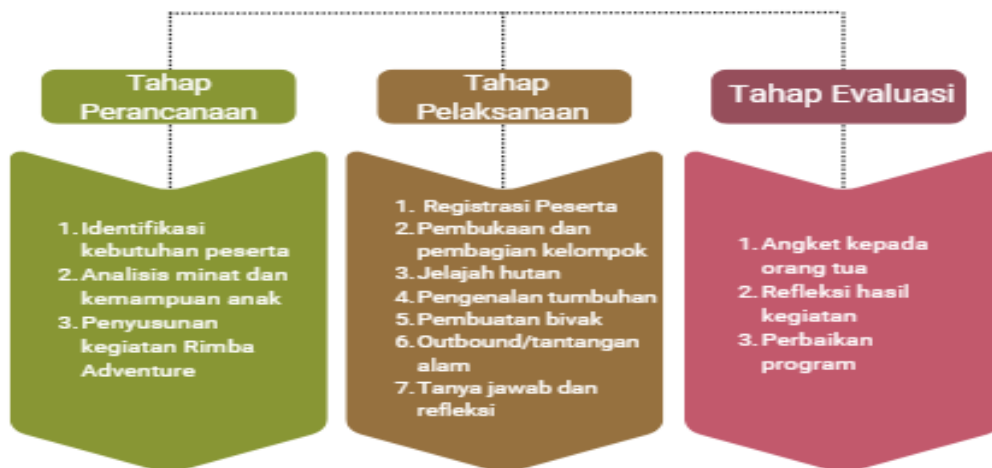 Tahap
Perancanaan
1. Identifikasi
kebutuhan peserta
2. Analisis minat dan
kemampuan anak
3. Penyusunan
kegiatan Rimba
Adventure
Tahap
Pelaksanaan
1. Registrasi Peserta
2. Pembukaan dan
pembagian kelompok
3. Jelajah hutan
4. Pengenalan tumbuhan
5. Pembuatan bivak
6. Outbound/tantangan
alam
7. Tanya jawab dan
refleksi
Tahap Evaluasi
1. Angket kepada
orang tua
2. Refleksi hasil
kegiatan
3. Perbaikan
program